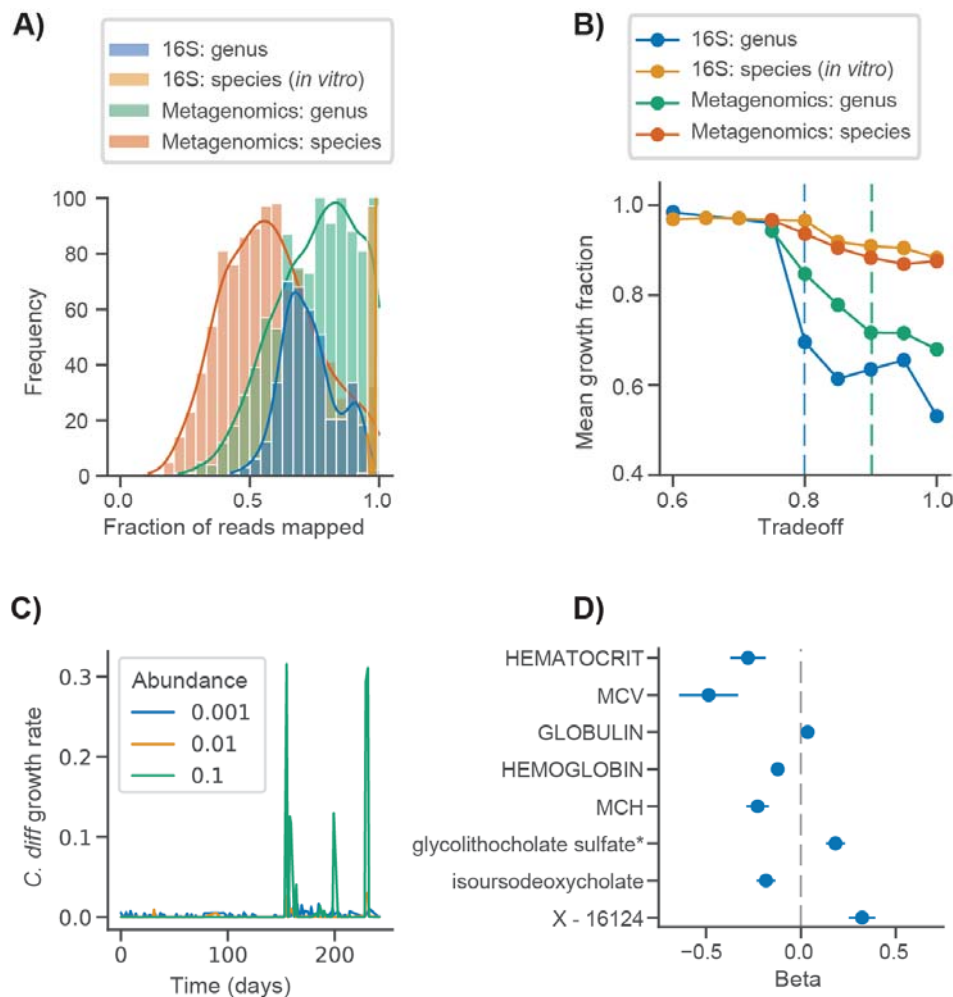 A)
16S: genus
16S: species (in vitro)
Metagenomics: genus
Metagenomics: species
100
80
60
40
20
0
Frequency
0.0 0.5 1.0
Fraction of reads mapped
B)
16S: genus
16S: species (in vitro)
Metagenomics: genus
Metagenomics: species
1.0
0.8
0.6
0.4
Mean growth fraction
0.6 0.8 1.0
Tradeoff
C)
Abundance
0.001
0.01
0.1
0.3
0.2
0.1
0.0
C. diff growth rate
0 100 200
Time (days)
D)
HEMATOCRIT
MCV
GLOBULIN
HEMOGLOBIN
MCH
glycolithocholate sulfate*
isoursodeoxycholate
X - 16124
−0.5 0.0 0.5
Beta